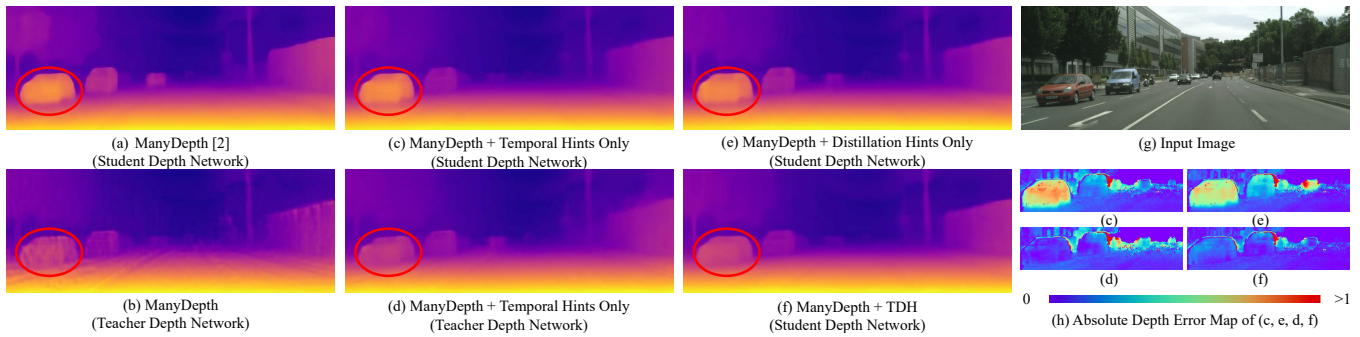 (a) ManyDepth [2]
(Student Depth Network)
(c) ManyDepth + Temporal Hints Only
(Student Depth Network)
(e) ManyDepth + Distillation Hints Only
(Student Depth Network)
(g) Input Image
(b) ManyDepth
(Teacher Depth Network)
(d) ManyDepth + Temporal Hints Only
(Teacher Depth Network)
(f) ManyDepth + TDH
(Student Depth Network)
(c)
(e)
(d)
(f)
0
>1
(h) Absolute Depth Error Map of (c, e, d, f)